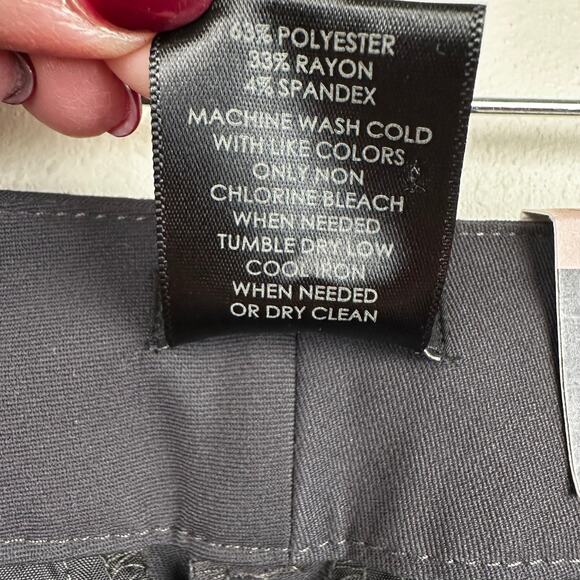 63% POLYESTER
33% RAYON
4% SPANDEX
MACHINE WASH COLD
WITH LIKE COLORS
ONLY NON
CHLORINE BLEACH
WHEN NEEDED
TUMBLE DRY LOW
COOL IRON
WHEN NEEDED
OR DRY CLEAN